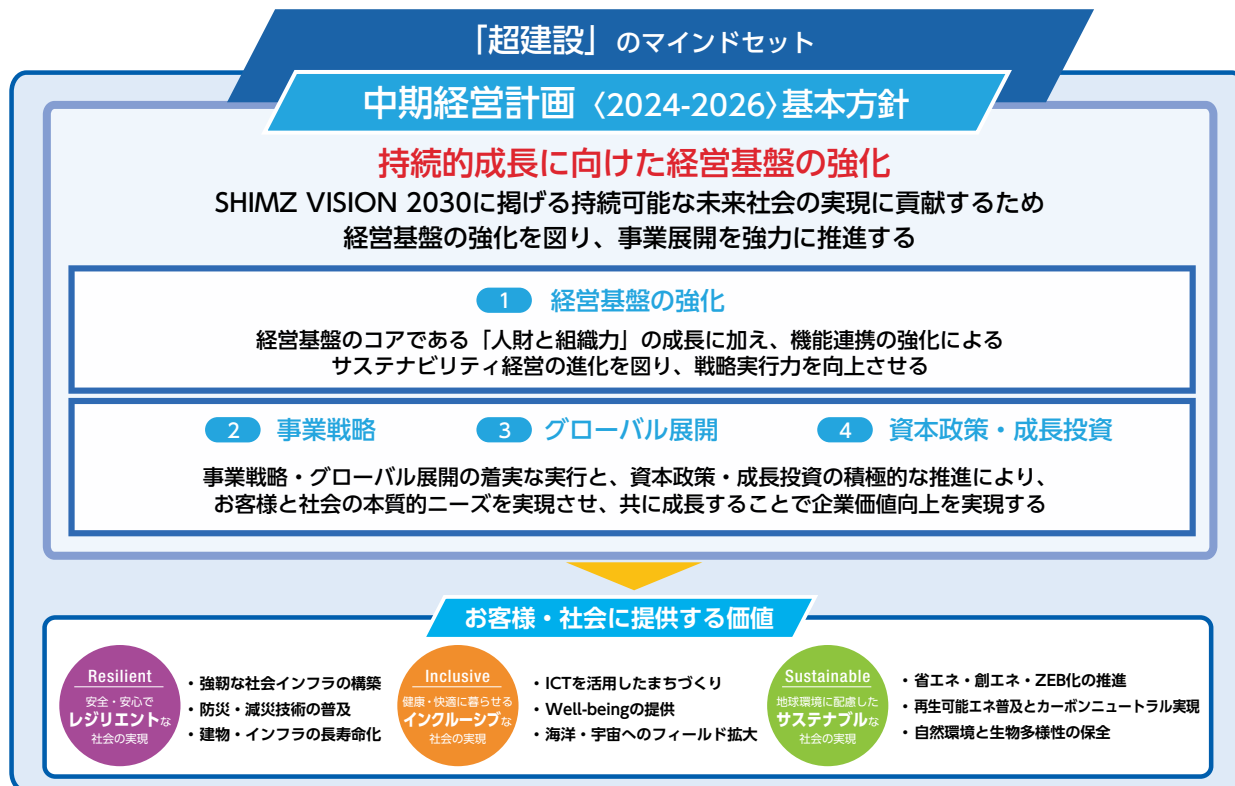 「超建設」のマインドセット
中期経営計画〈2024-2026〉基本方針
持続的成長に向けた経営基盤の強化
SHIMZ VISION 2030に掲げる持続可能な未来社会の実現に貢献するため
経営基盤の強化を図り、事業展開を強力に推進する
1 経営基盤の強化
経営基盤のコアである「人財と組織力」の成長に加え、機能連携の強化による
サステナビリティ経営の進化を図り、戦略実行力を向上させる
2 事業戦略
3 グローバル展開
4 資本政策・成長投資
事業戦略・グローバル展開の着実な実行と、資本政策・成長投資の積極的な推進により、
お客様と社会の本質的ニーズを実現させ、共に成長することで企業価値向上を実現する
お客様・社会に提供する価値
Resilient
安全・安心で
レジリエントな
社会の実現
・強靭な社会インフラの構築
・防災・減災技術の普及
・建物・インフラの長寿命化
Inclusive
健康・快適に暮らせる
インクルーシブな
社会の実現
・ICTを活用したまちづくり
・Well-beingの提供
・海洋・宇宙へのフィールド拡大
Sustainable
地球環境に配慮した
サステナブルな
社会の実現
・省エネ・創エネ・ZEB化の推進
・再生可能エネ普及とカーボンニュートラル実現
・自然環境と生物多様性の保全